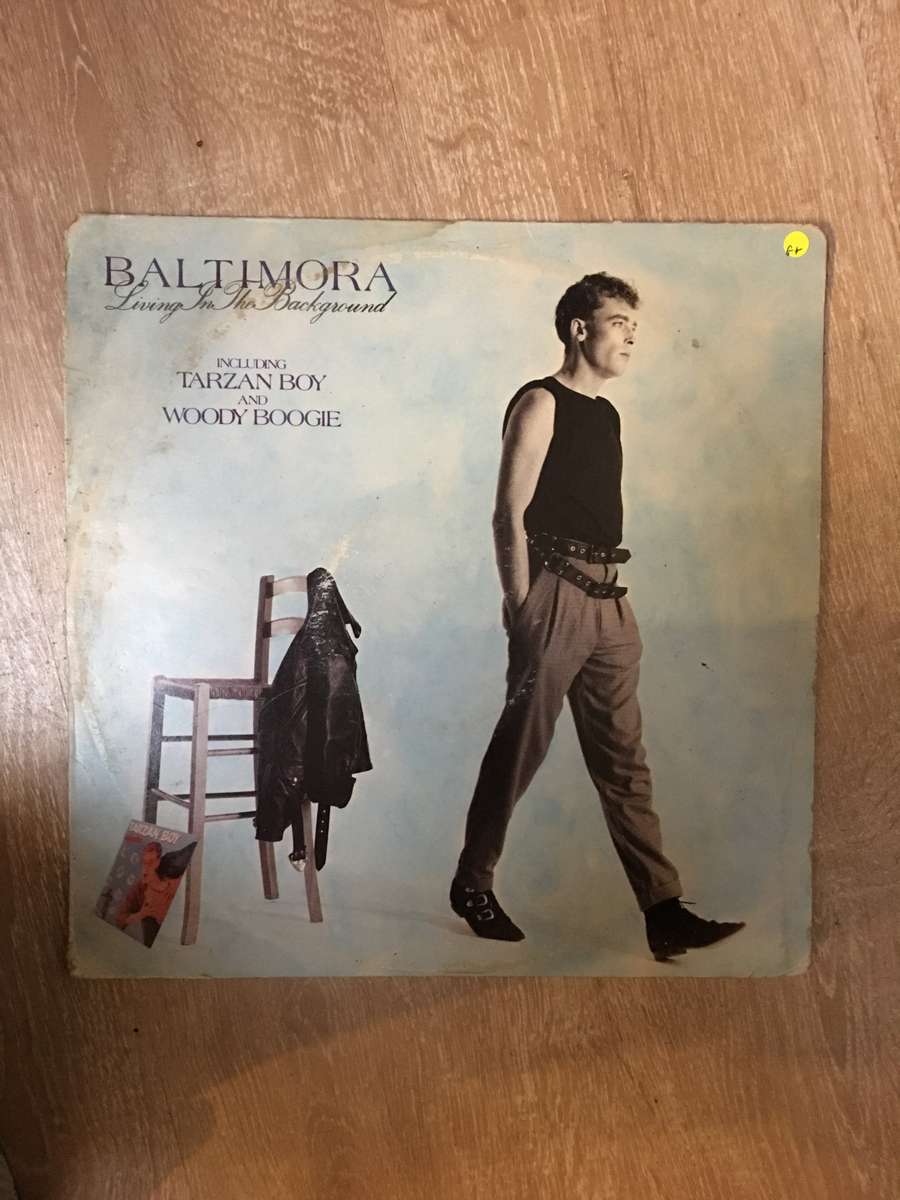 BALTIMORA
Living In The Background
INCLUDING
TARZAN BOY
AND
WOODY BOOGIE
TARZAN BOY